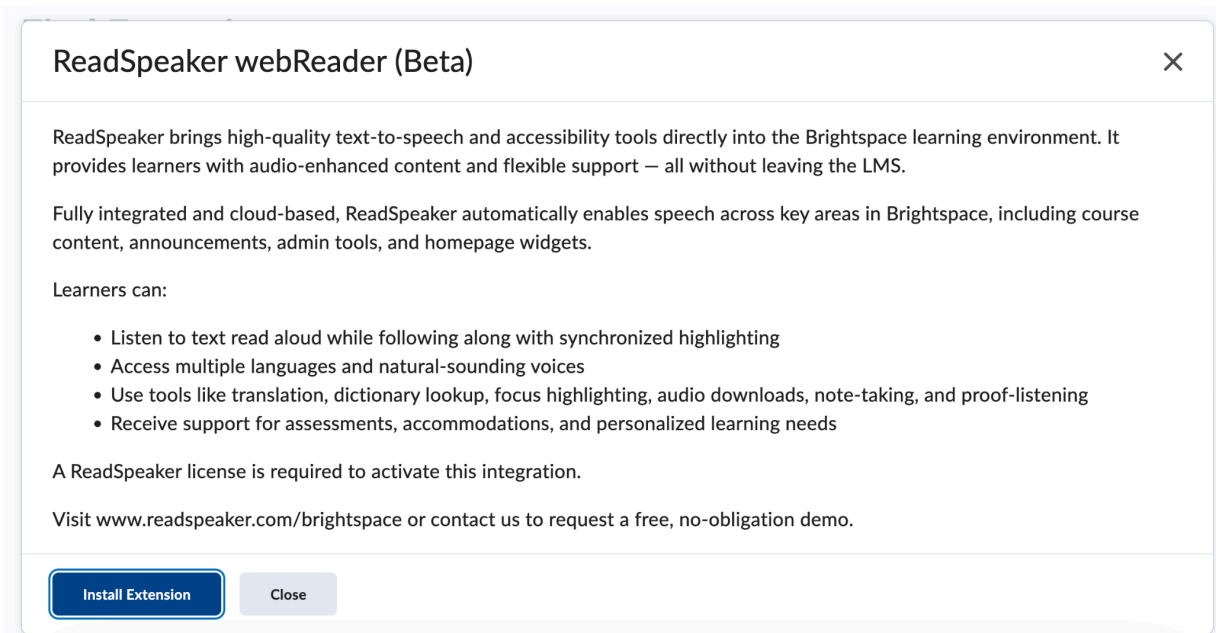 ReadSpeaker webReader (Beta)
ReadSpeaker brings high-quality text-to-speech and accessibility tools directly into the Brightspace learning environment. It
provides learners with audio-enhanced content and flexible support — all without leaving the LMS.
Fully integrated and cloud-based, ReadSpeaker automatically enables speech across key areas in Brightspace, including course
content, announcements, admin tools, and homepage widgets.
Learners can:
• Listen to text read aloud while following along with synchronized highlighting
• Access multiple languages and natural-sounding voices
• Use tools like translation, dictionary lookup, focus highlighting, audio downloads, note-taking, and proof-listening
• Receive support for assessments, accommodations, and personalized learning needs
A ReadSpeaker license is required to activate this integration.
Visit www.readspeaker.com/brightspace or contact us to request a free, no-obligation demo.
Install Extension
Close